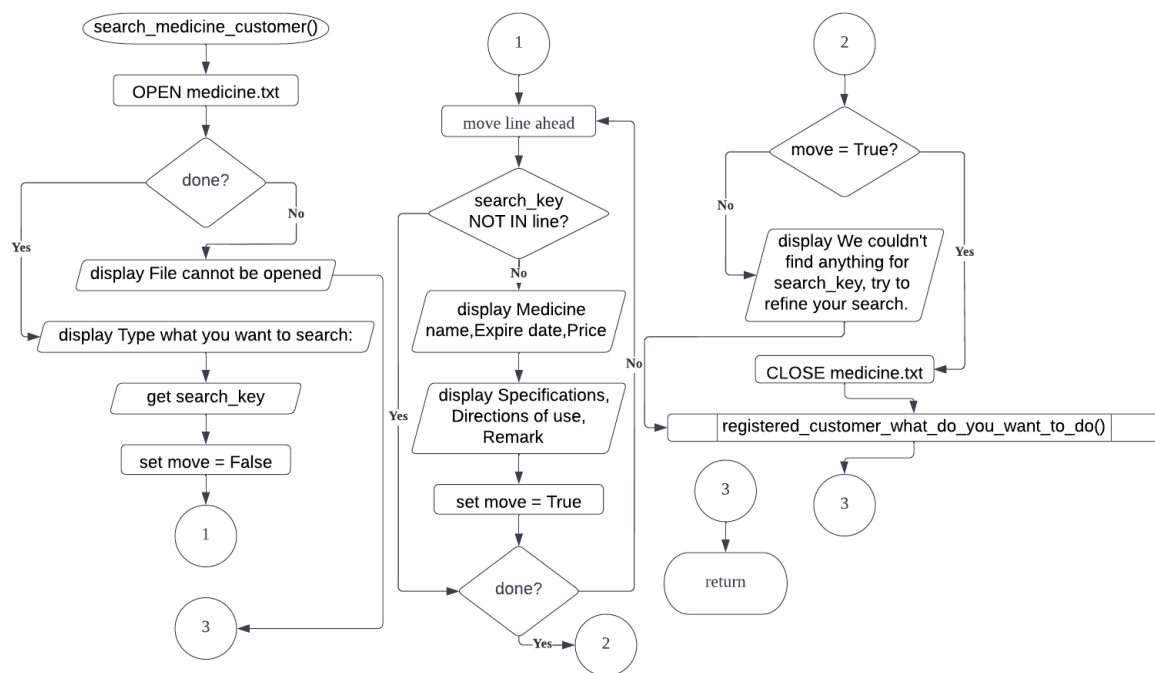 search_medicine_customer()
OPEN medicine.txt
done?
No
Yes
display File cannot be opened
display Type what you want to search:
get search_key
set move = False
1
3
1
move line ahead
search_key
NOT IN line?
No
display Medicine
name,Expire date,Price
display Specifications,
Directions of use,
Remark
Yes
set move = True
done?
No
Yes
2
2
move = True?
No
Yes
display We couldn't
find anything for
search_key, try to
refine your search.
CLOSE medicine.txt
registered_customer_what_do_you_want_to_do()
3
3
return